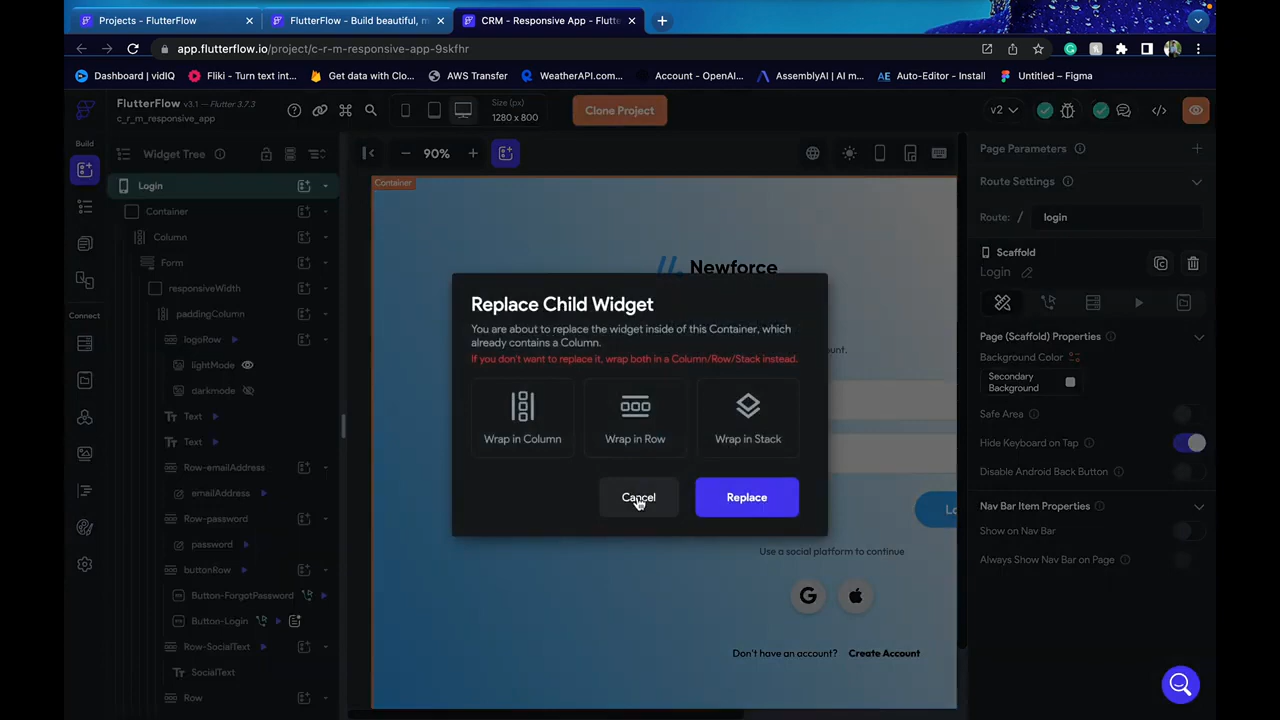 Projects - FlutterFlow
FlutterFlow - Build beautiful, m
CRM - Responsive App - Flutte
app.flutterflow.io/project/c-r-m-responsive-app-9skfhr
Dashboard | vidIQ
Fliki - Turn text int...
Get data with Clo...
AWS Transfer
WeatherAPI.com...
Account - OpenAI...
AssemblyAI | AI m...
AE Auto-Editor - Install
Untitled – Figma
FlutterFlow v3.1 — Flutter 3.7.3
c_r_m_responsive_app
Size (px)
1280 x 800
Clone Project
v2
Build
Widget Tree
90%
Page Parameters
Login
Container
Column
Form
responsiveWidth
Connect
paddingColumn
logoRow
lightMode
darkmode
Text
Text
Row-emailAddress
emailAddress
Row-password
password
buttonRow
Button-ForgotPassword
Button-Login
Row-SocialText
SocialText
Row
Container
Newforce
Replace Child Widget
You are about to replace the widget inside of this Container, which
already contains a Column.
If you don't want to replace it, wrap both in a Column/Row/Stack instead.
Wrap in Column
Wrap in Row
Wrap in Stack
Cancel
Replace
count.
Lo
Use a social platform to continue
G
Don't have an account? Create Account
Route Settings
Route: / login
Scaffold
Login
Page (Scaffold) Properties
Background Color
Secondary
Background
Safe Area
Hide Keyboard on Tap
Disable Android Back Button
Nav Bar Item Properties
Show on Nav Bar
Always Show Nav Bar on Page